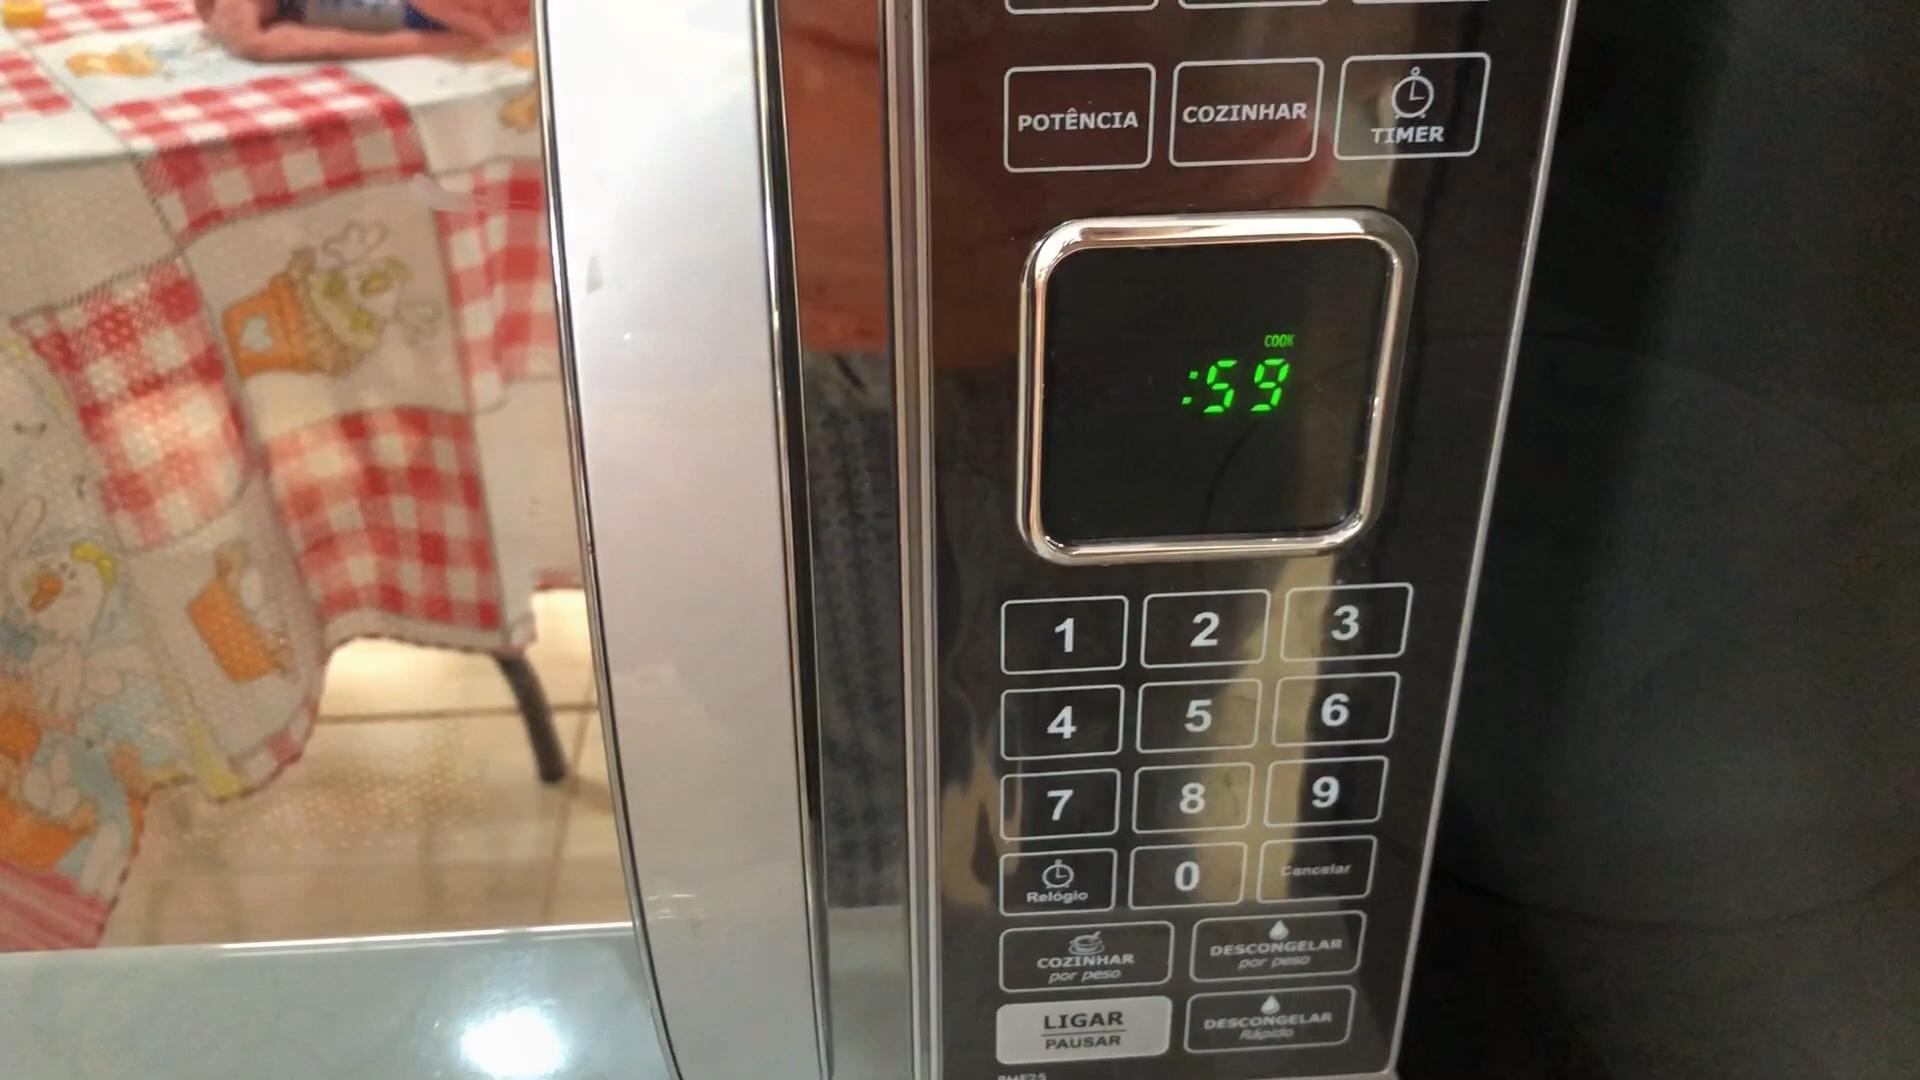 POTÊNCIA
COZINHAR
TIMER
COOK
:59
1 2 3
4 5 6
7 8 9
Relógio
0
Cancelar
COZINHAR
por peso
DESCONGELAR
por peso
LIGAR
PAUSAR
DESCONGELAR
Rápido